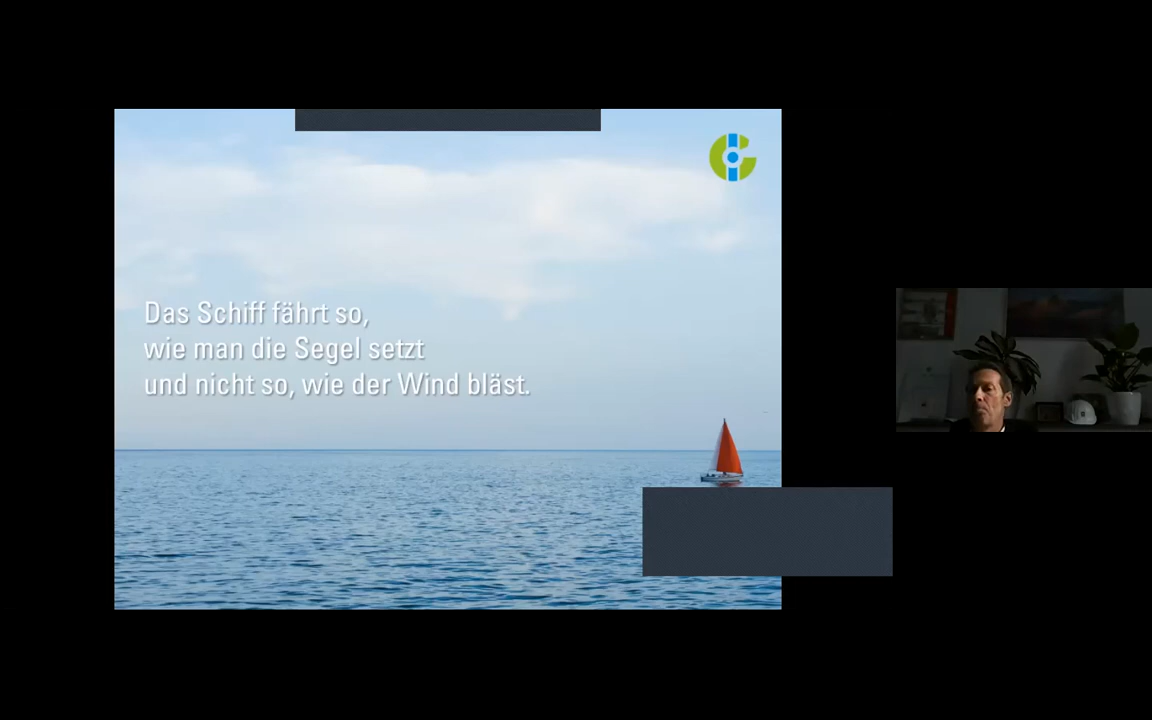 Das Schiff fährt so,
wie man die Segel setzt
und nicht so, wie der Wind bläst.